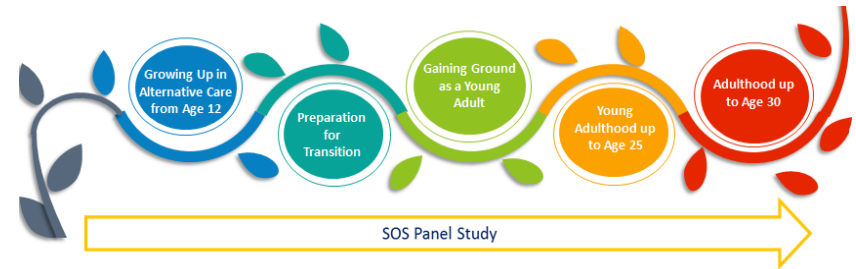 Growing Up in
Alternative Care
from Age 12
Preparation
for
Transition
Gaining Ground
as a Young
Adult
Young
Adulthood up
to Age 25
Adulthood up
to Age 30
SOS Panel Study